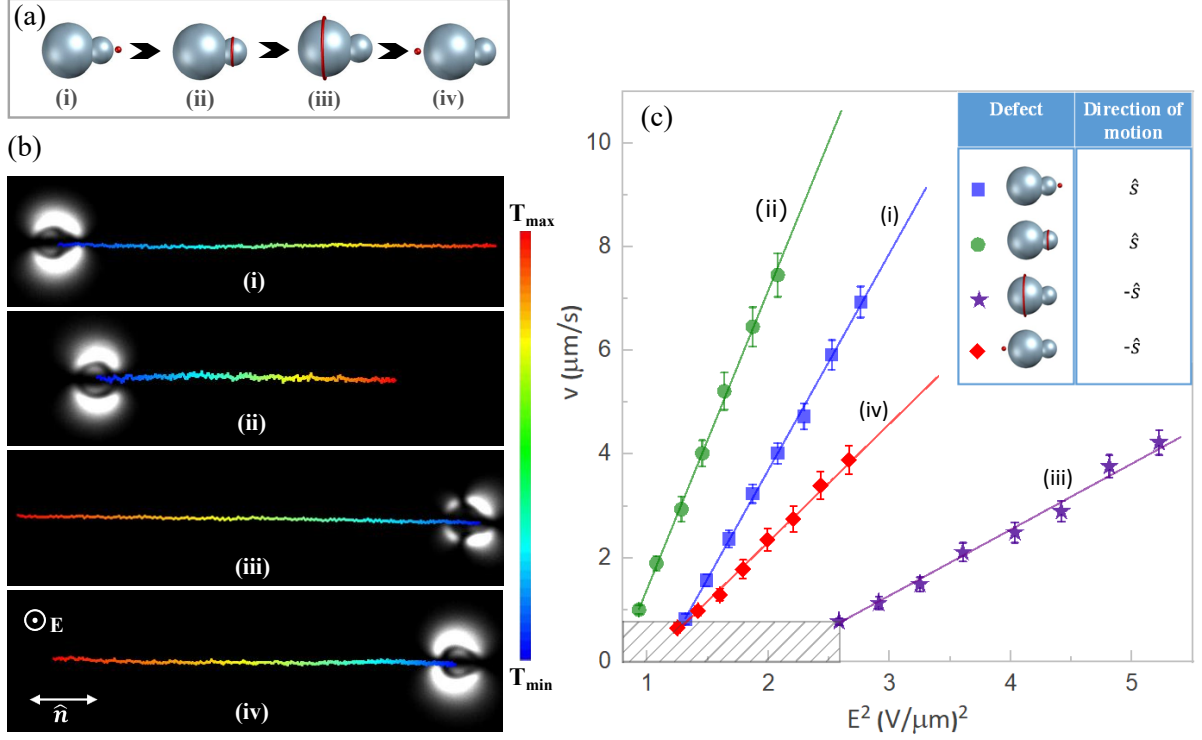 (a)
(i) (ii) (iii) (iv)
(b)
(i)
(ii)
(iii)
E
n̂
(iv)
Tmax
Tmin
(c)
Defect Direction of motion
ŝ
ŝ
-ŝ
-ŝ
(ii)
(i)
(iv)
(iii)
v (μm/s)
10
8
6
4
2
0
1 2 3 4 5
E² (V/μm)²